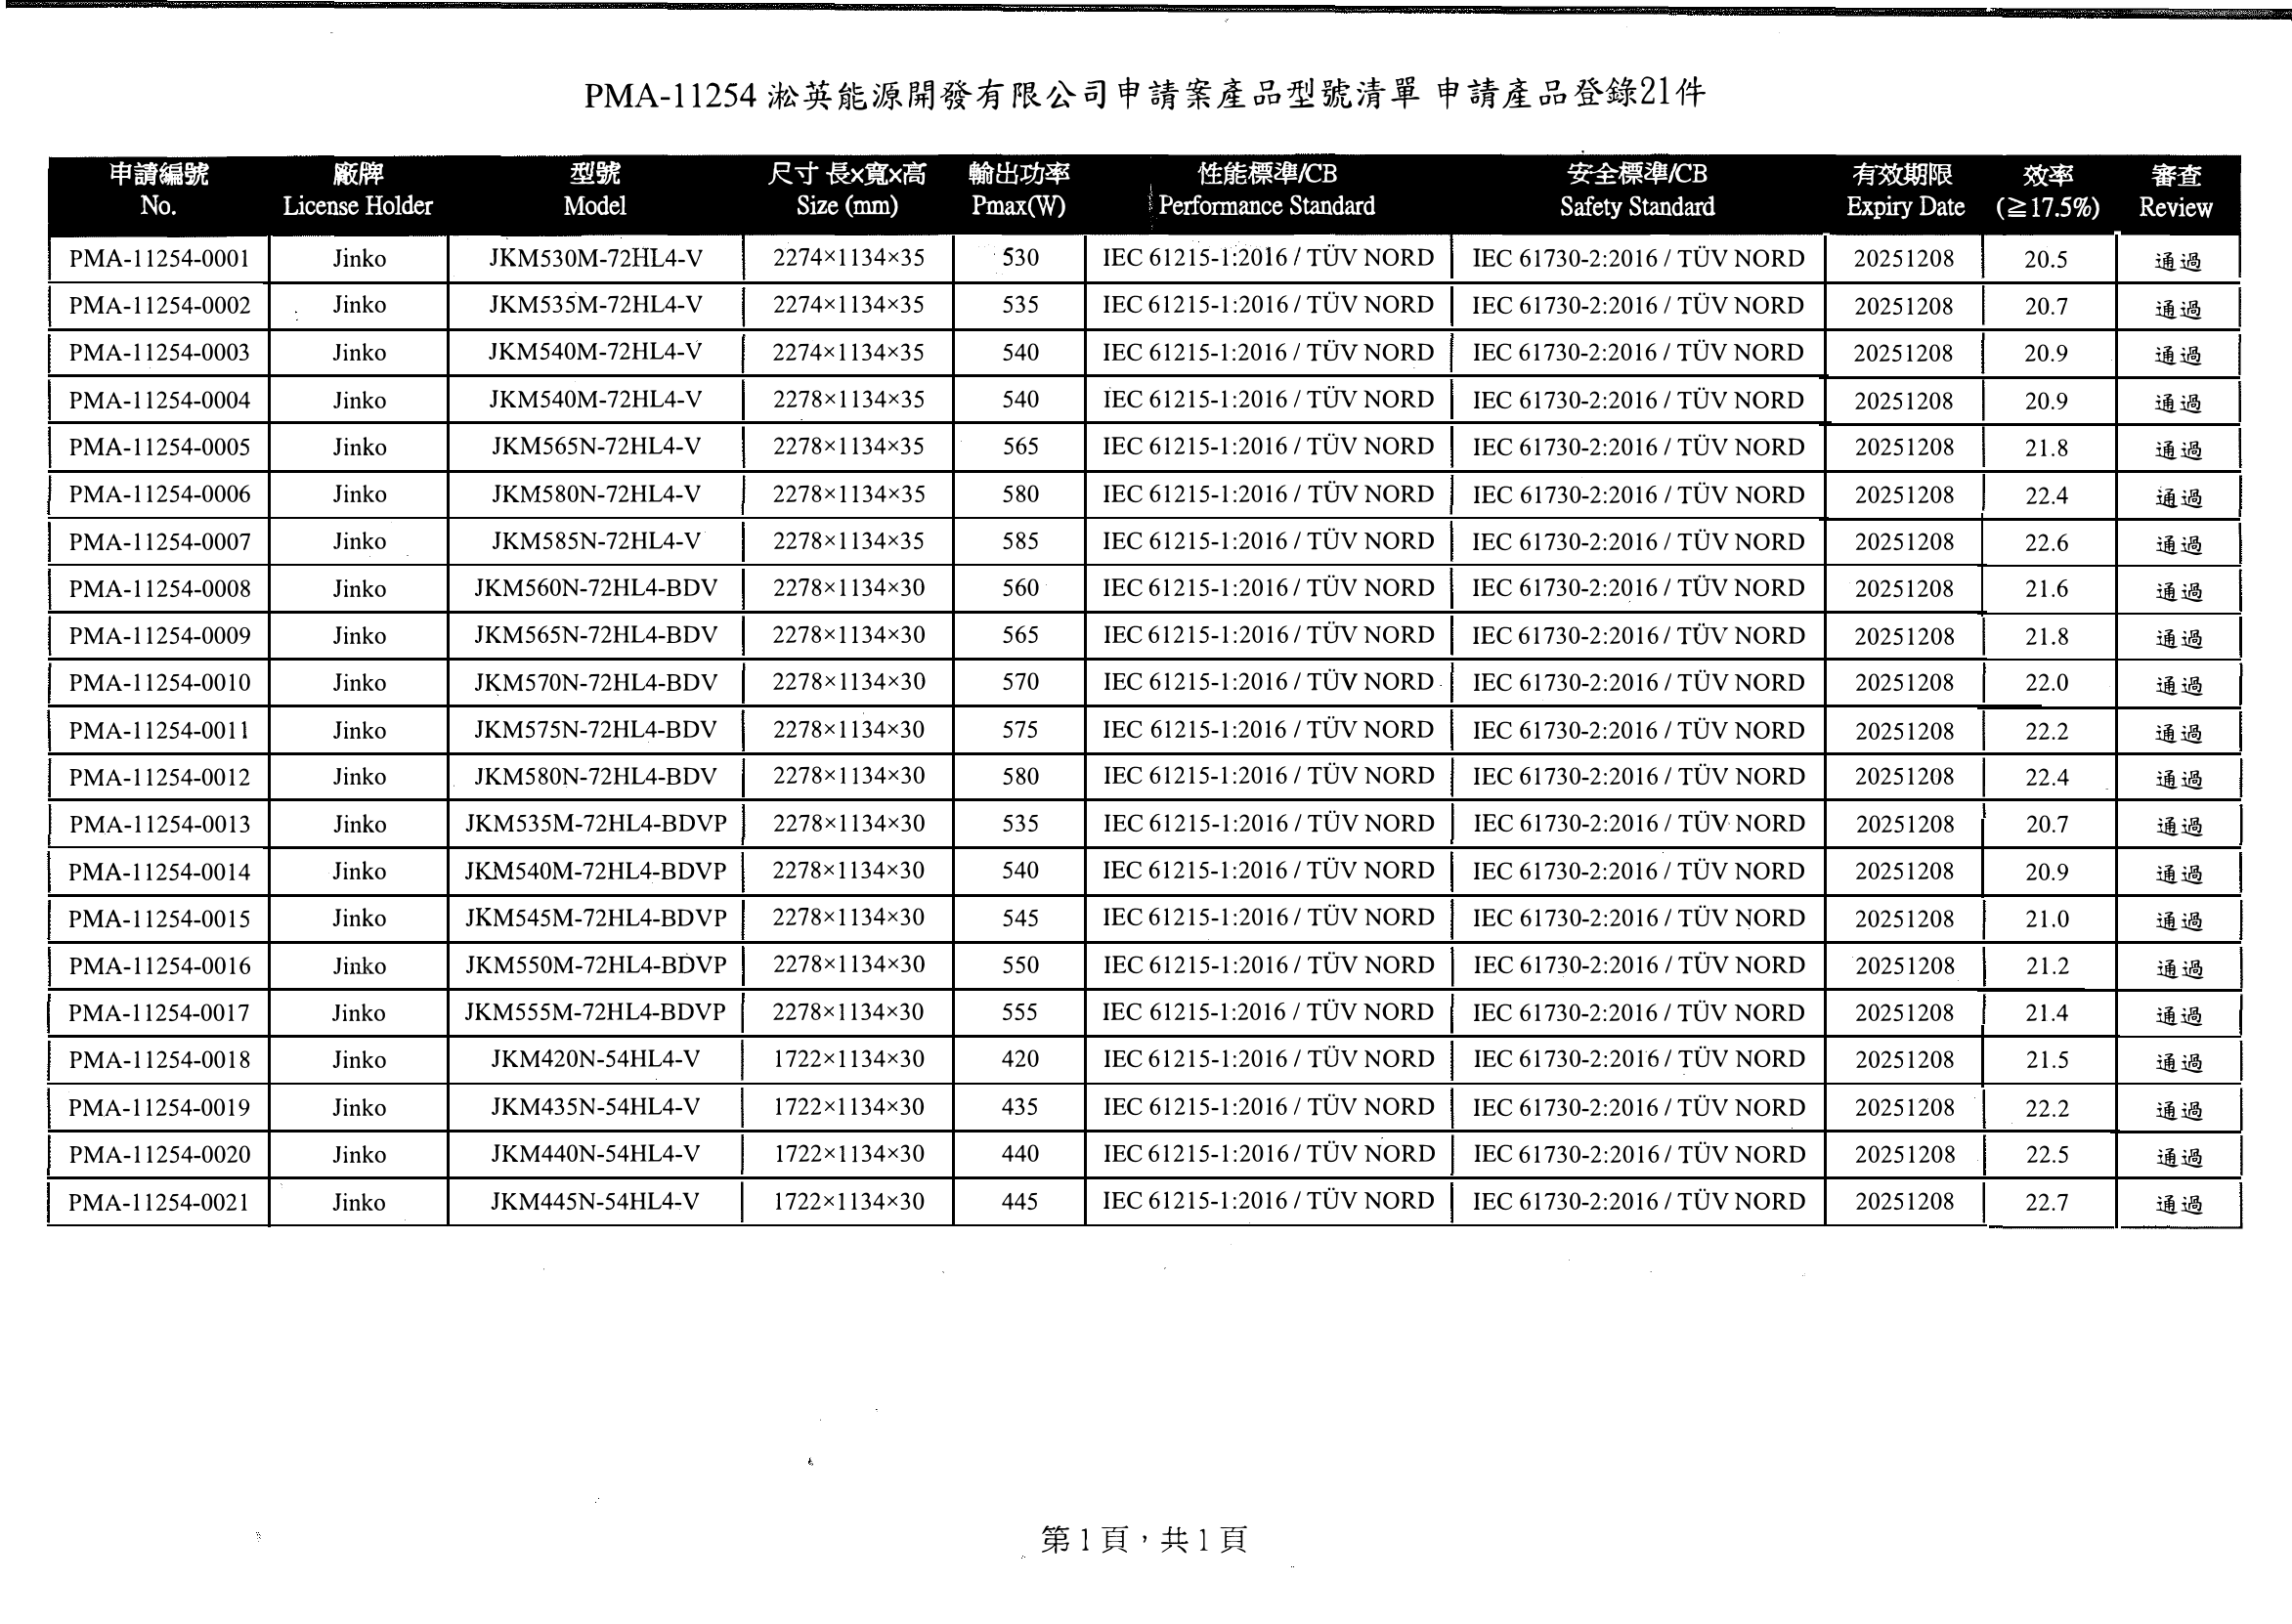 PMA-11254 淞英能源開發有限公司申請案產品型號清單 申請產品登錄21件
申請編號 廠牌 型號 尺寸 長x寬x高 輸出功率 性能標準/CB 安全標準/CB 有效期限 效率 審查
No. License Holder Model Size (mm) Pmax(W) Performance Standard Safety Standard Expiry Date (≧17.5%) Review
PMA-11254-0001 Jinko JKM530M-72HL4-V 2274×1134×35 530 IEC 61215-1:2016 / TÜV NORD IEC 61730-2:2016 / TÜV NORD 20251208 20.5 通過
PMA-11254-0002 Jinko JKM535M-72HL4-V 2274×1134×35 535 IEC 61215-1:2016 / TÜV NORD IEC 61730-2:2016 / TÜV NORD 20251208 20.7 通過
PMA-11254-0003 Jinko JKM540M-72HL4-V 2274×1134×35 540 IEC 61215-1:2016 / TÜV NORD IEC 61730-2:2016 / TÜV NORD 20251208 20.9 通過
PMA-11254-0004 Jinko JKM540M-72HL4-V 2278×1134×35 540 IEC 61215-1:2016 / TÜV NORD IEC 61730-2:2016 / TÜV NORD 20251208 20.9 通過
PMA-11254-0005 Jinko JKM565N-72HL4-V 2278×1134×35 565 IEC 61215-1:2016 / TÜV NORD IEC 61730-2:2016 / TÜV NORD 20251208 21.8 通過
PMA-11254-0006 Jinko JKM580N-72HL4-V 2278×1134×35 580 IEC 61215-1:2016 / TÜV NORD IEC 61730-2:2016 / TÜV NORD 20251208 22.4 通過
PMA-11254-0007 Jinko JKM585N-72HL4-V 2278×1134×35 585 IEC 61215-1:2016 / TÜV NORD IEC 61730-2:2016 / TÜV NORD 20251208 22.6 通過
PMA-11254-0008 Jinko JKM560N-72HL4-BDV 2278×1134×30 560 IEC 61215-1:2016 / TÜV NORD IEC 61730-2:2016 / TÜV NORD 20251208 21.6 通過
PMA-11254-0009 Jinko JKM565N-72HL4-BDV 2278×1134×30 565 IEC 61215-1:2016 / TÜV NORD IEC 61730-2:2016 / TÜV NORD 20251208 21.8 通過
PMA-11254-0010 Jinko JKM570N-72HL4-BDV 2278×1134×30 570 IEC 61215-1:2016 / TÜV NORD IEC 61730-2:2016 / TÜV NORD 20251208 22.0 通過
PMA-11254-0011 Jinko JKM575N-72HL4-BDV 2278×1134×30 575 IEC 61215-1:2016 / TÜV NORD IEC 61730-2:2016 / TÜV NORD 20251208 22.2 通過
PMA-11254-0012 Jinko JKM580N-72HL4-BDV 2278×1134×30 580 IEC 61215-1:2016 / TÜV NORD IEC 61730-2:2016 / TÜV NORD 20251208 22.4 通過
PMA-11254-0013 Jinko JKM535M-72HL4-BDVP 2278×1134×30 535 IEC 61215-1:2016 / TÜV NORD IEC 61730-2:2016 / TÜV NORD 20251208 20.7 通過
PMA-11254-0014 Jinko JKM540M-72HL4-BDVP 2278×1134×30 540 IEC 61215-1:2016 / TÜV NORD IEC 61730-2:2016 / TÜV NORD 20251208 20.9 通過
PMA-11254-0015 Jinko JKM545M-72HL4-BDVP 2278×1134×30 545 IEC 61215-1:2016 / TÜV NORD IEC 61730-2:2016 / TÜV NORD 20251208 21.0 通過
PMA-11254-0016 Jinko JKM550M-72HL4-BDVP 2278×1134×30 550 IEC 61215-1:2016 / TÜV NORD IEC 61730-2:2016 / TÜV NORD 20251208 21.2 通過
PMA-11254-0017 Jinko JKM555M-72HL4-BDVP 2278×1134×30 555 IEC 61215-1:2016 / TÜV NORD IEC 61730-2:2016 / TÜV NORD 20251208 21.4 通過
PMA-11254-0018 Jinko JKM420N-54HL4-V 1722×1134×30 420 IEC 61215-1:2016 / TÜV NORD IEC 61730-2:2016 / TÜV NORD 20251208 21.5 通過
PMA-11254-0019 Jinko JKM435N-54HL4-V 1722×1134×30 435 IEC 61215-1:2016 / TÜV NORD IEC 61730-2:2016 / TÜV NORD 20251208 22.2 通過
PMA-11254-0020 Jinko JKM440N-54HL4-V 1722×1134×30 440 IEC 61215-1:2016 / TÜV NORD IEC 61730-2:2016 / TÜV NORD 20251208 22.5 通過
PMA-11254-0021 Jinko JKM445N-54HL4-V 1722×1134×30 445 IEC 61215-1:2016 / TÜV NORD IEC 61730-2:2016 / TÜV NORD 20251208 22.7 通過
第1頁，共1頁